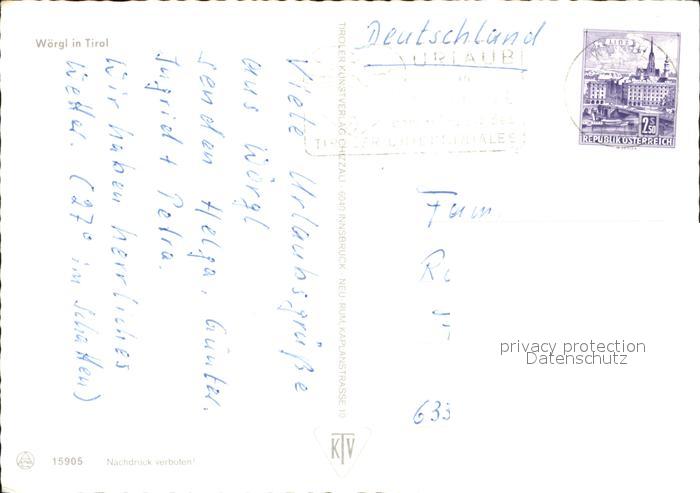 Wörgl in Tirol
Viele Urlaubsgrüße
aus Wörgl
senden Helga, Günter.
Ingrid + Petra.
Wir haben herrliches
Wetter. (27° im Schatten)
TIROLER KUNSTVERLAG CHIZZALI · 6040 INNSBRUCK · NEU-RUM, KAPLANSTRASSE 10
Deutschland
URLAUB
2.50
S
REPUBLIK ÖSTERREICH
Fam.
633
privacy protection
Datenschutz
KTV
15905
Nachdruck verboten!